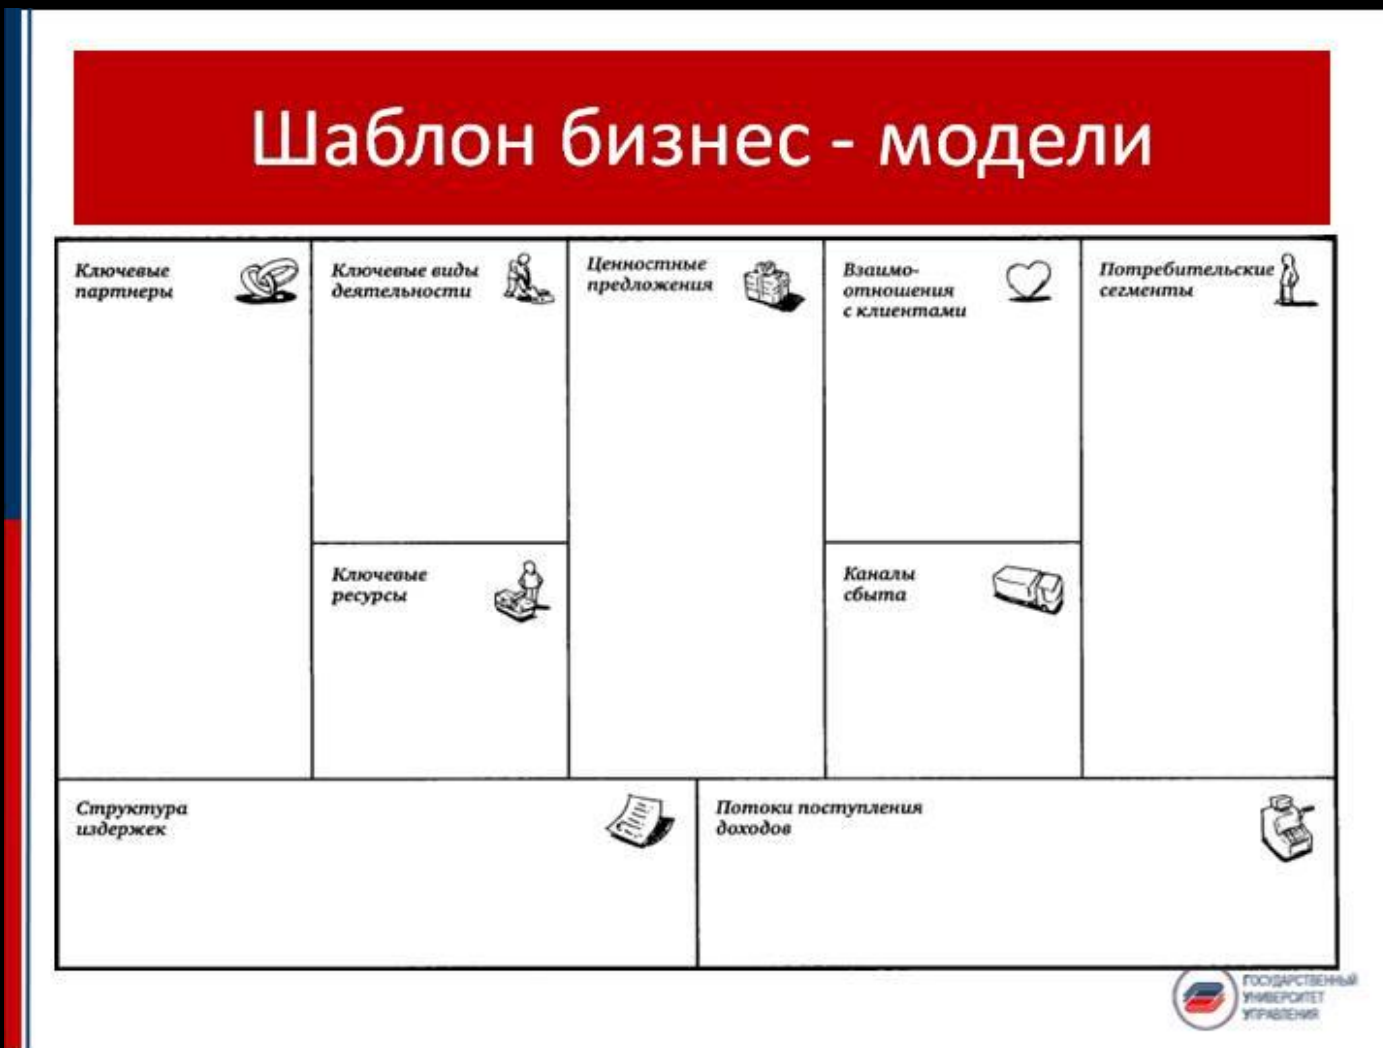 Шаблон бизнес - модели
Ключевые
партнеры
Ключевые виды
деятельности
Ценностные
предложения
Взаимо-
отношения
с клиентами
Потребительские
сегменты
Ключевые
ресурсы
Каналы
сбыта
Структура
издержек
Потоки поступления
доходов
ГОСУДАРСТВЕННЫЙ
УНИВЕРСИТЕТ
УПРАВЛЕНИЯ